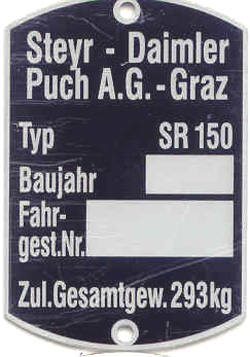 Steyr - Daimler
Puch A.G. - Graz
Typ SR 150
Baujahr
Fahr-
gest.Nr.
Zul.Gesamtgew. 293kg